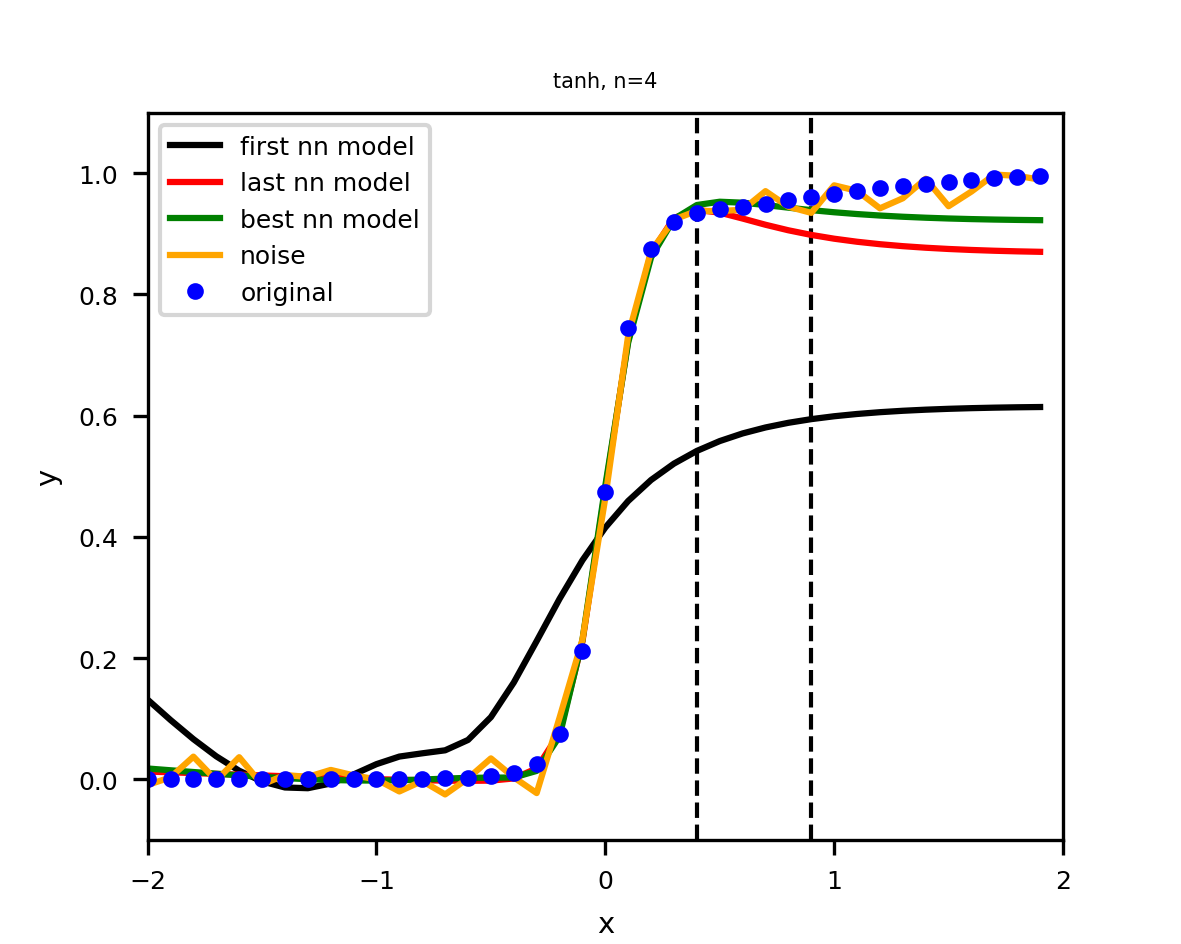 tanh, n=4
first nn model
last nn model
best nn model
noise
original
1.0
0.8
0.6
0.4
0.2
0.0
y
−2
−1
0
1
2
x